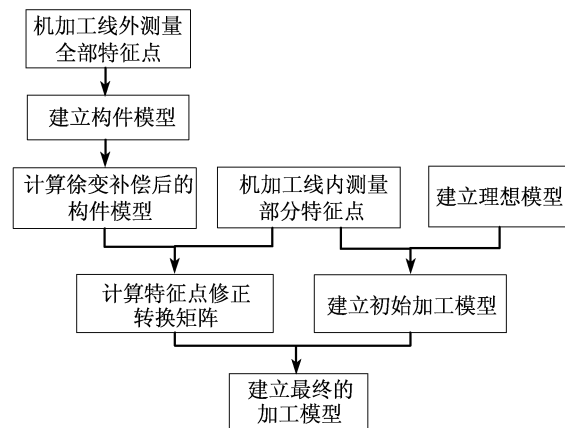 机加工线外测量
全部特征点
建立构件模型
计算徐变补偿后的
构件模型
机加工线内测量
部分特征点
建立理想模型
计算特征点修正
转换矩阵
建立初始加工模型
建立最终的
加工模型